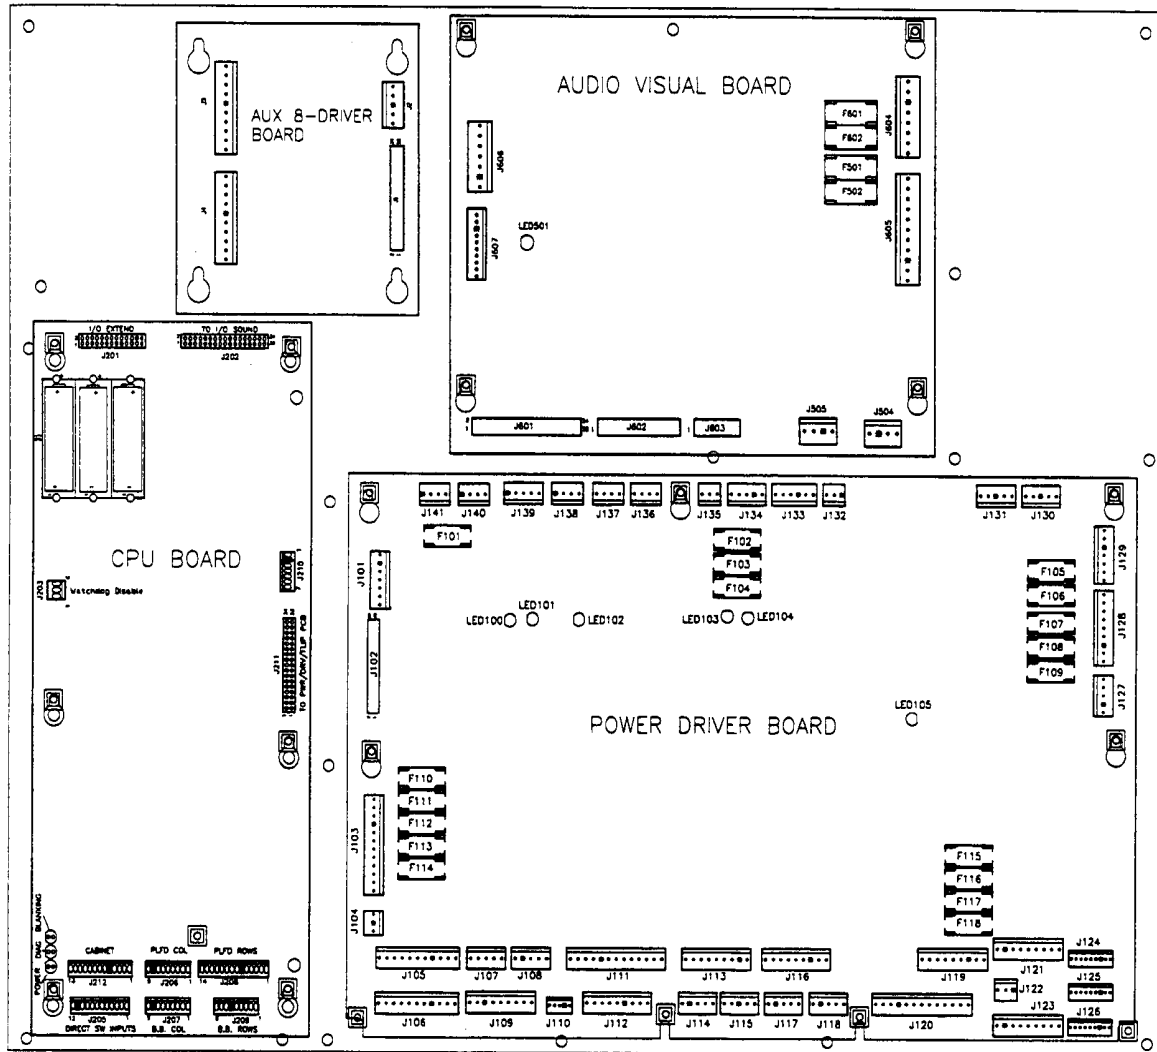 AUX 8-DRIVER
BOARD
J3
J2
J4
AUDIO VISUAL BOARD
F601
F602
F501
F502
J604
J605
J606
J607
LED501
J601
J602
J603
J505
J504
I/O EXTEND
J201
TO I/O SOUND
J202
CPU BOARD
J203
Watchdog Disable
J210
J211
TO PWR/DRV/FLIP PCB
BLANKING
DIAG
POWER
CABINET
J212
PLFD COL
J206
PLFD ROWS
J208
J205
DIRECT SW INPUTS
J207
B.B. COL
J209
B.B. ROWS
POWER DRIVER BOARD
J141
J140
J139
J138
J137
J136
J135
J134
J133
J132
J131
J130
F101
F102
F103
F104
J101
J102
LED100
LED101
LED102
LED103
LED104
LED105
J129
J128
J127
F105
F106
F107
F108
F109
J103
J104
F110
F111
F112
F113
F114
F115
F116
F117
F118
J105
J107
J108
J111
J113
J116
J119
J121
J124
J125
J122
J123
J126
J106
J109
J110
J112
J114
J115
J117
J118
J120